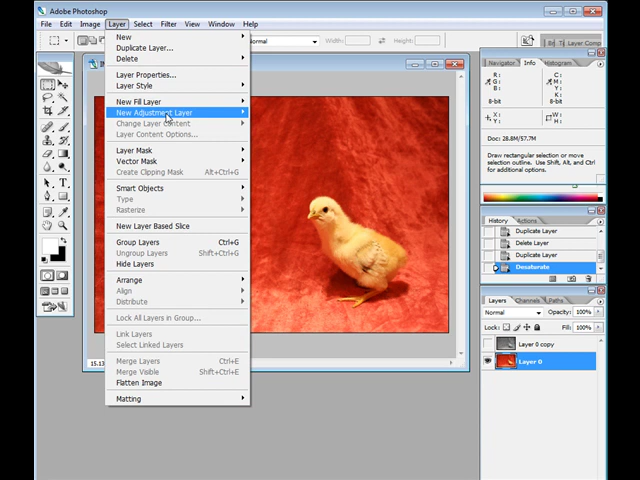 Adobe Photoshop
File Edit Image Layer Select Filter View Window Help
Normal Width: Height: Layer Comp
New
Duplicate Layer...
Delete
Layer Properties...
Layer Style
New Fill Layer
New Adjustment Layer
Change Layer Content
Layer Content Options...
Layer Mask
Vector Mask
Create Clipping Mask Alt+Ctrl+G
Smart Objects
Type
Rasterize
New Layer Based Slice
Group Layers Ctrl+G
Ungroup Layers Shift+Ctrl+G
Hide Layers
Arrange
Align
Distribute
Lock All Layers in Group...
Link Layers
Select Linked Layers
Merge Layers Ctrl+E
Merge Visible Shift+Ctrl+E
Flatten Image
Matting
Navigator Info Histogram
R: C:
G: M:
B: Y:
K:
8-bit 8-bit
X: W:
Y: H:
Doc: 28.8M/57.7M
Draw rectangular selection or move
selection outline. Use Shift, Alt, and Ctrl
for additional options.
History Actions
Duplicate Layer
Delete Layer
Duplicate Layer
Desaturate
Layers Channels Paths
Normal Opacity: 100%
Lock: Fill: 100%
Layer 0 copy
Layer 0